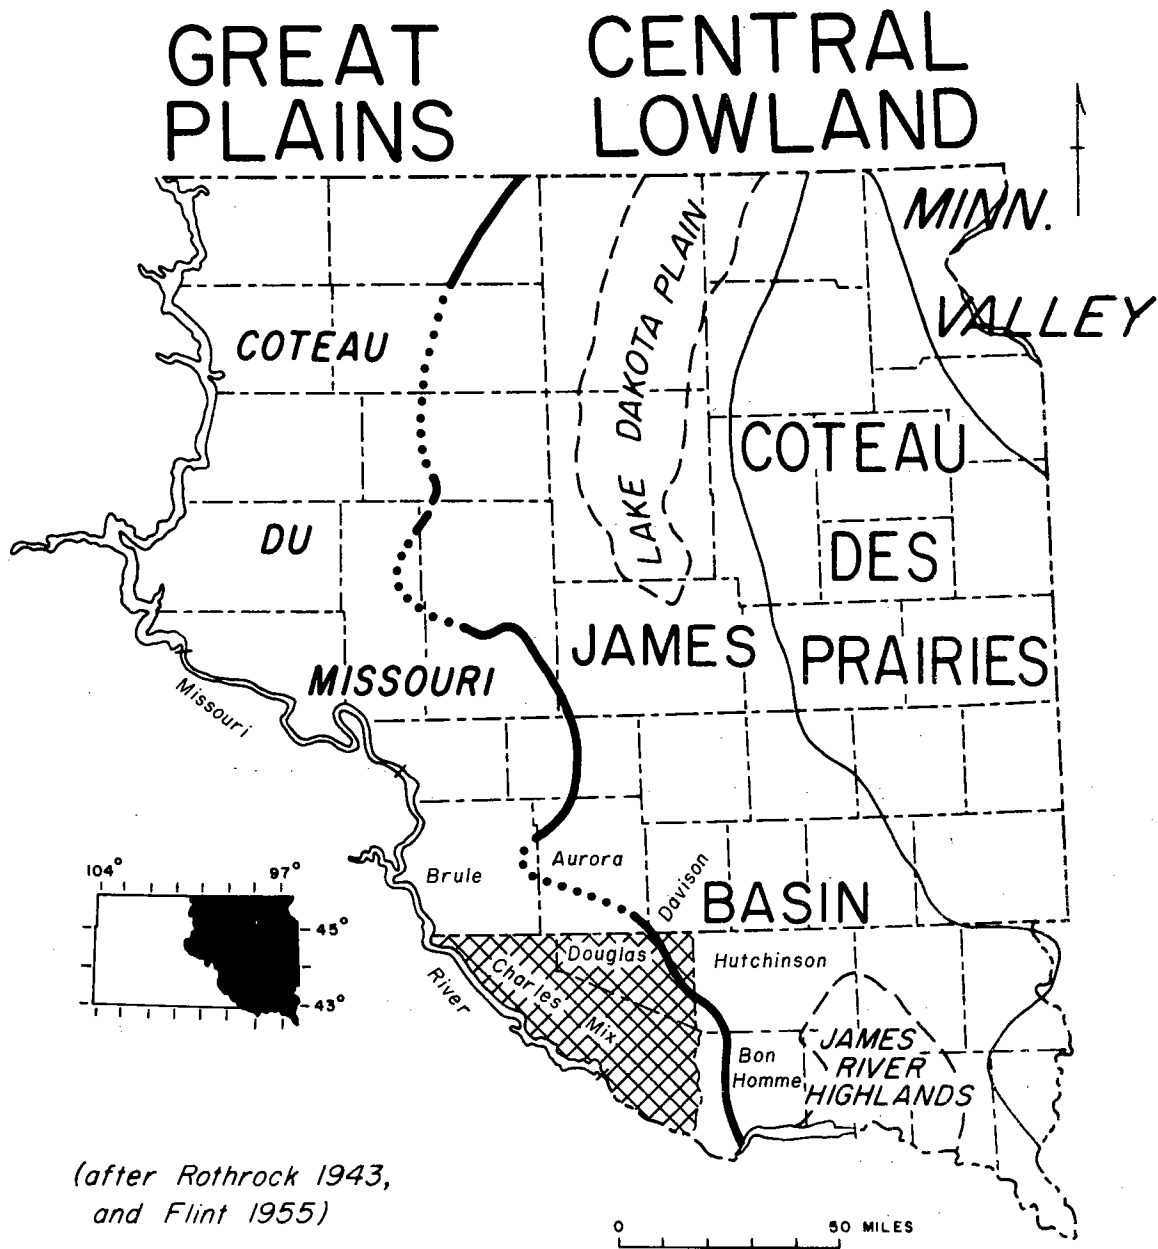 GREAT
PLAINS
CENTRAL
LOWLAND
MINN.
VALLEY
LAKE DAKOTA PLAIN
COTEAU
DU
MISSOURI
COTEAU
DES
PRAIRIES
JAMES
BASIN
Missouri
River
Brule
Aurora
Davison
Douglas
Charles
Mix
Hutchinson
Bon
Homme
JAMES
RIVER
HIGHLANDS
104°
97°
45°
43°
(after Rothrock 1943,
and Flint 1955)
0 50 MILES